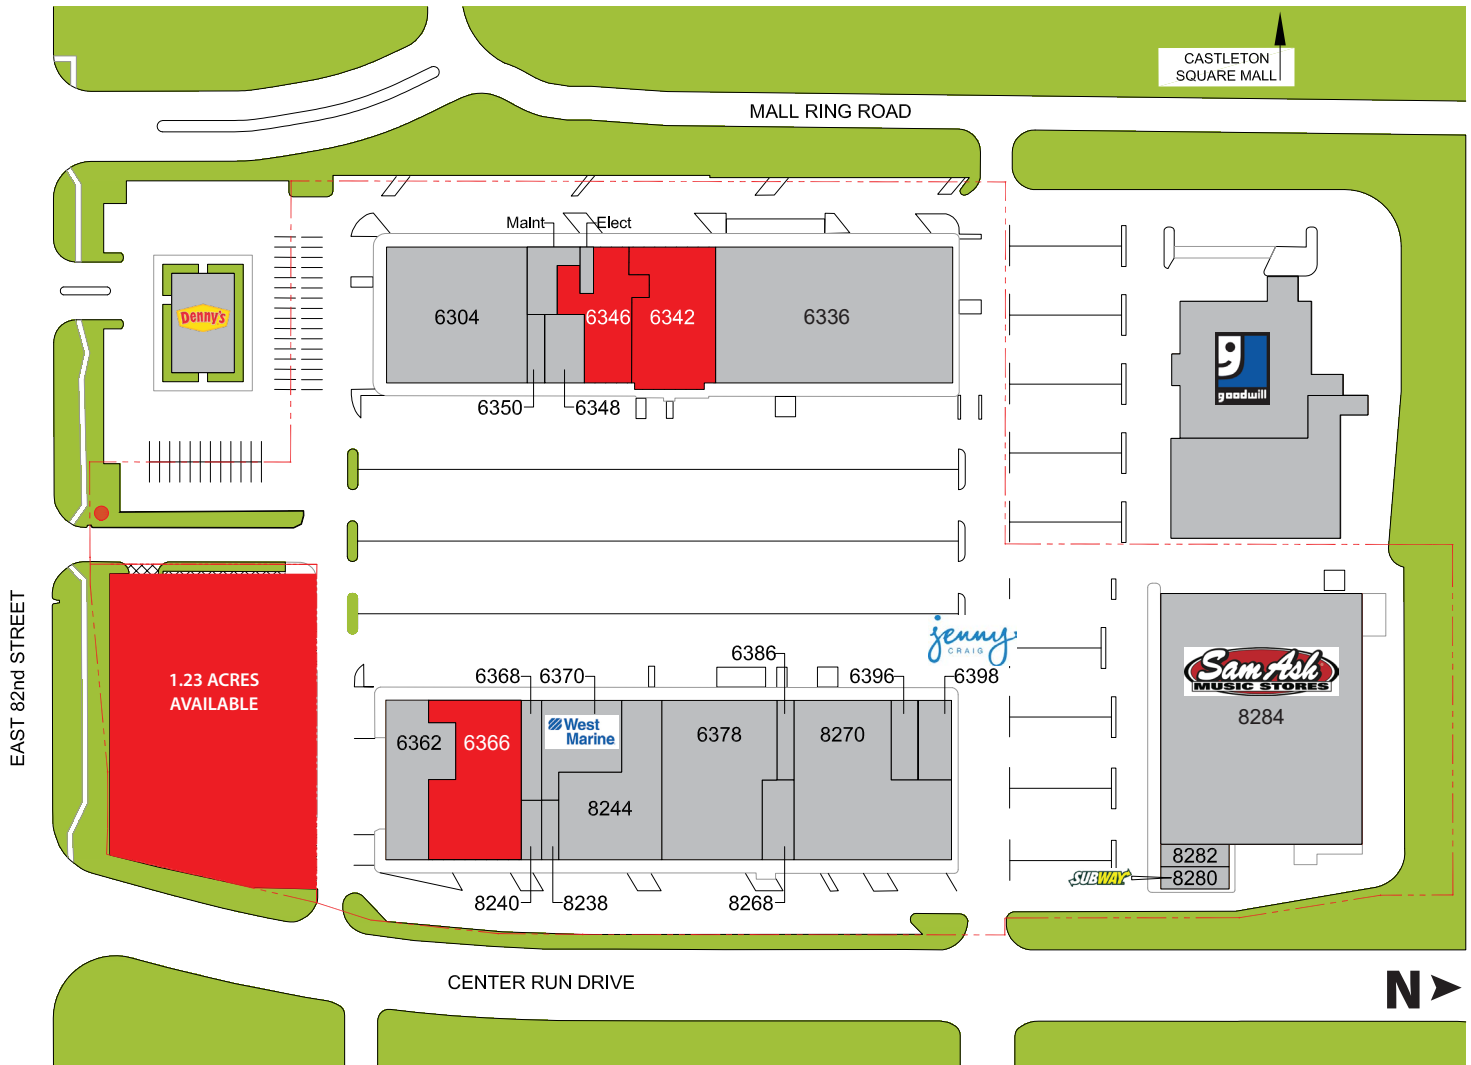 CASTLETON
SQUARE MALL
MALL RING ROAD
Maint
Elect
Denny's
6304
6346
6342
6336
6350
6348
goodwill
EAST 82nd STREET
1.23 ACRES
AVAILABLE
jenny
CRAIG
6386
6368
6370
6396
6398
West
Marine
6362
6366
6378
8270
8244
Sam Ash
MUSIC STORES
8284
8282
8280
SUBWAY
8240
8238
8268
CENTER RUN DRIVE
N